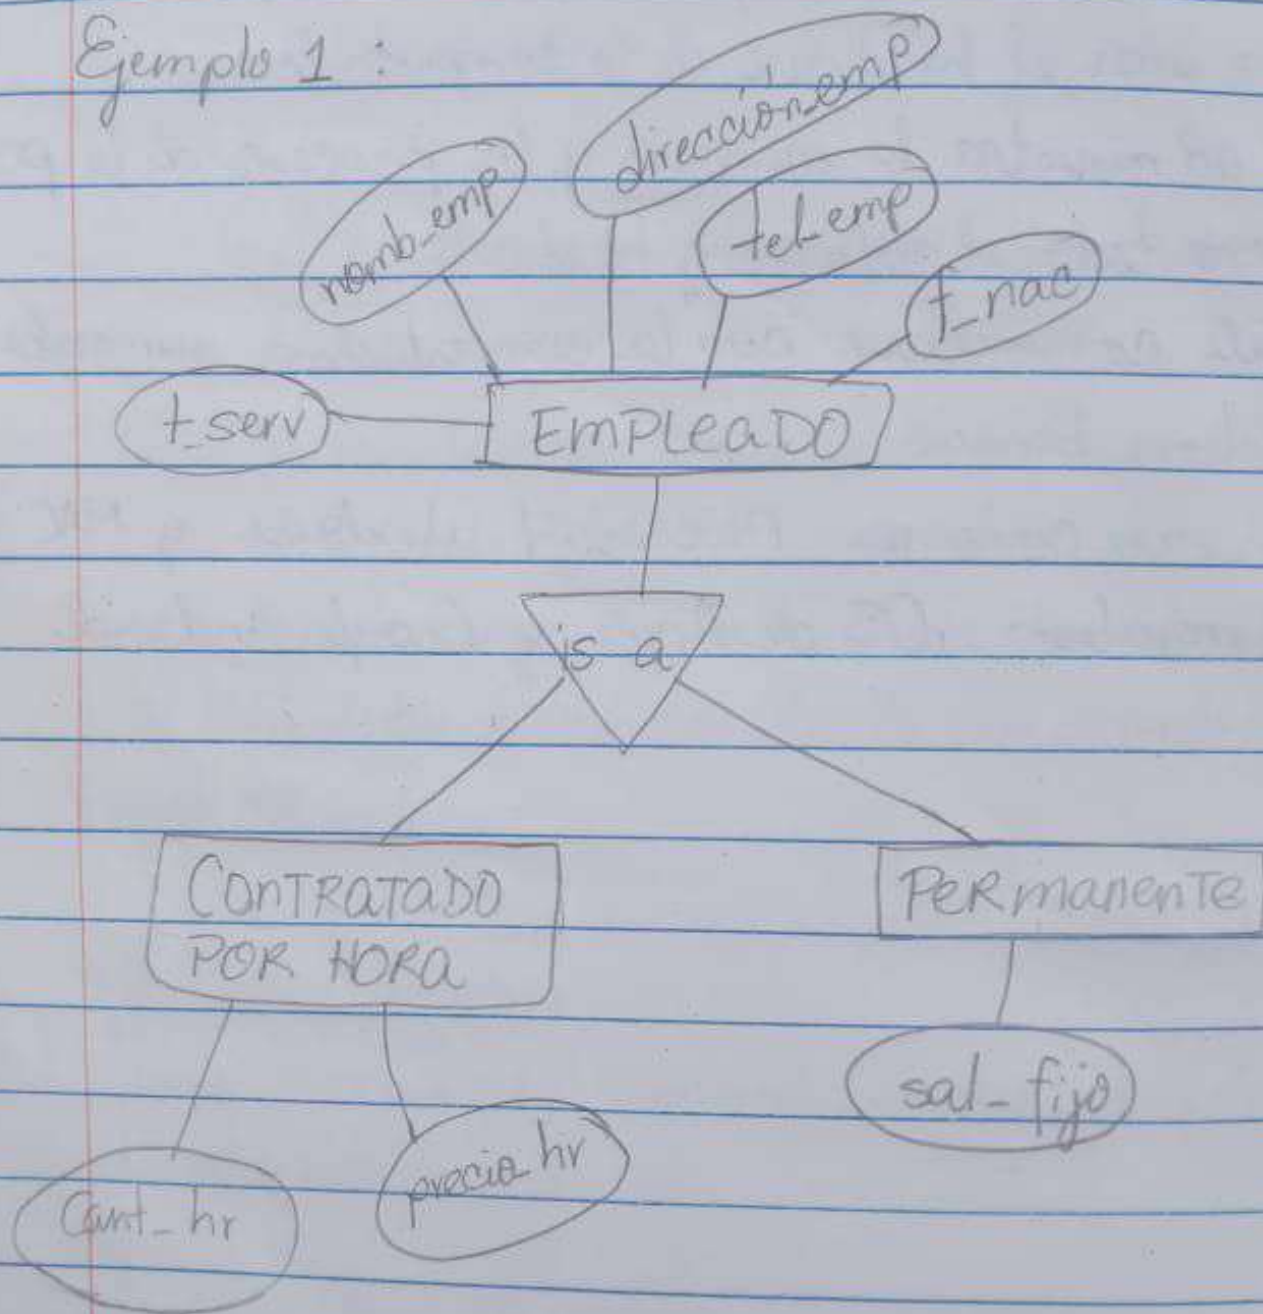 Ejemplo 1 :
dirección_emp
nomb_emp
tel_emp
f_nac
t_serv
EMPLEADO
is a
CONTRATADO
POR HORA
PERMANENTE
sal_fijo
Cant_hr
precio_hr